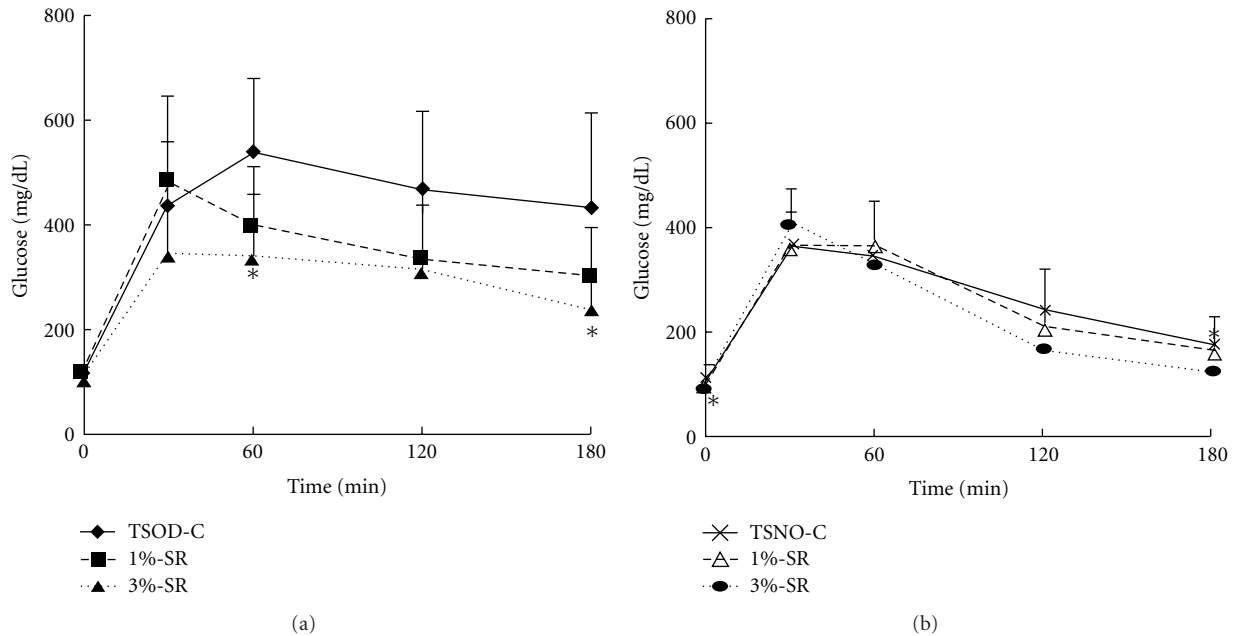 800
600
400
200
0
Glucose (mg/dL)
*
*
0 60 120 180
Time (min)
TSOD-C
1%-SR
3%-SR
(a)
800
600
400
200
0
Glucose (mg/dL)
*
*
0 60 120 180
Time (min)
TSNO-C
1%-SR
3%-SR
(b)